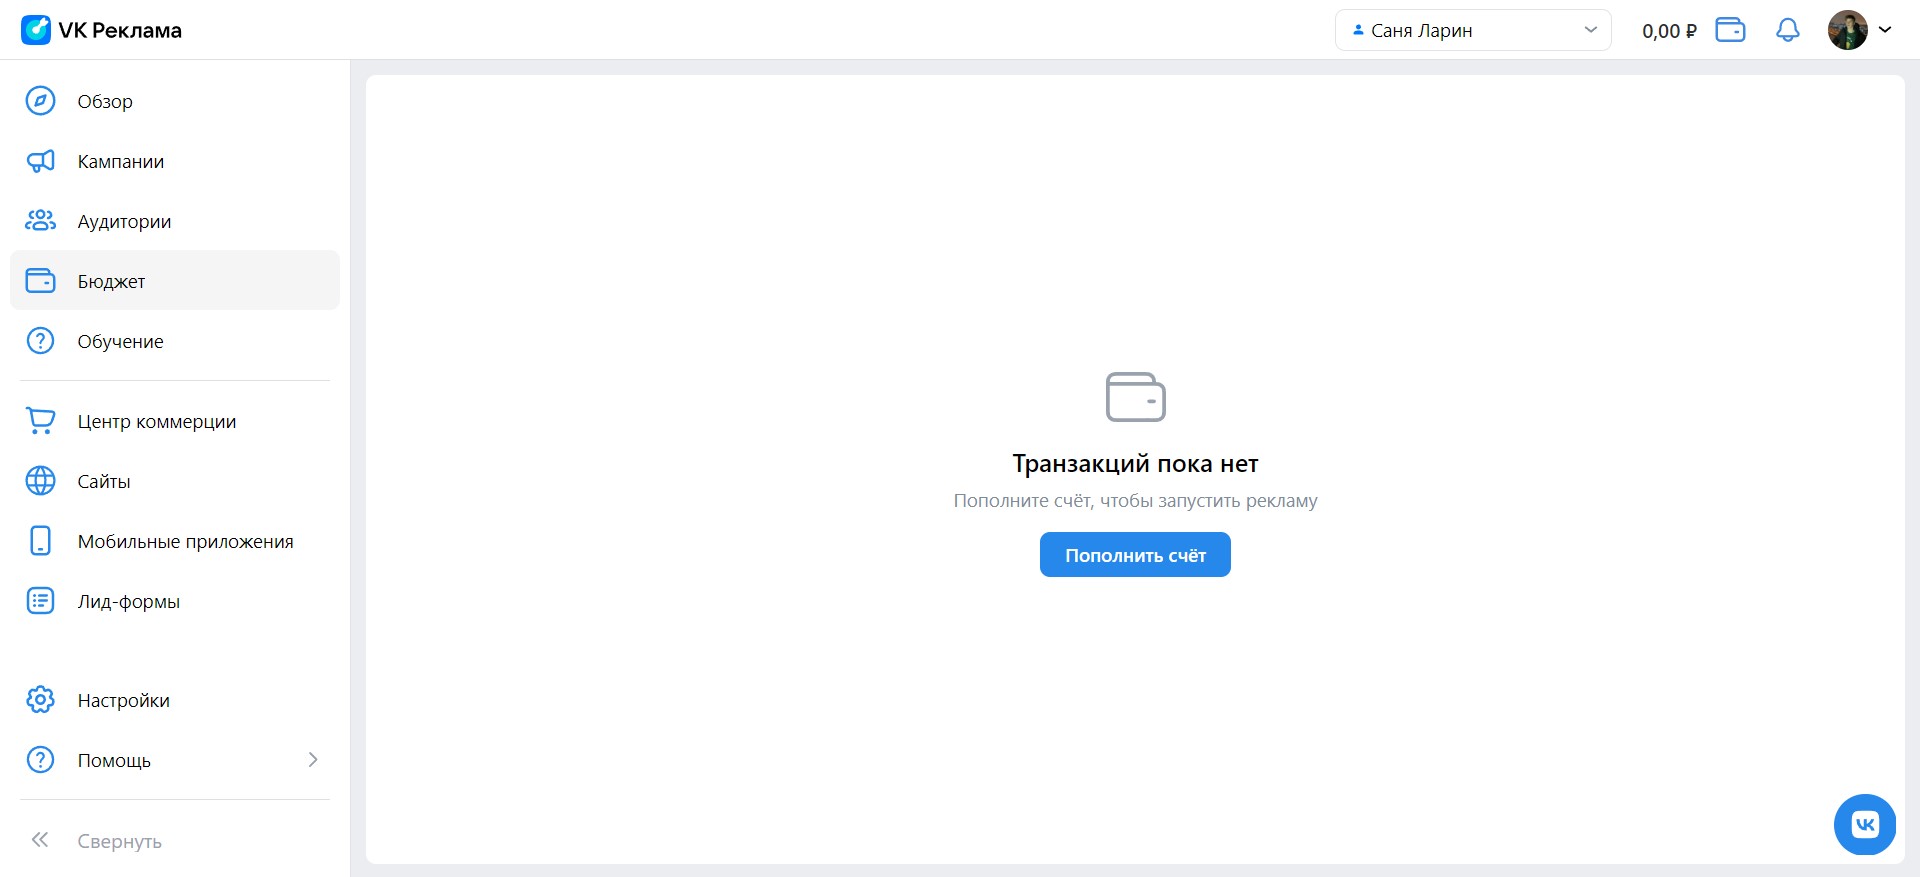 VK Реклама
Саня Ларин
0,00 ₽
Обзор
Кампании
Аудитории
Бюджет
Обучение
Центр коммерции
Сайты
Мобильные приложения
Лид-формы
Настройки
Помощь
Свернуть
Транзакций пока нет
Пополните счёт, чтобы запустить рекламу
Пополнить счёт